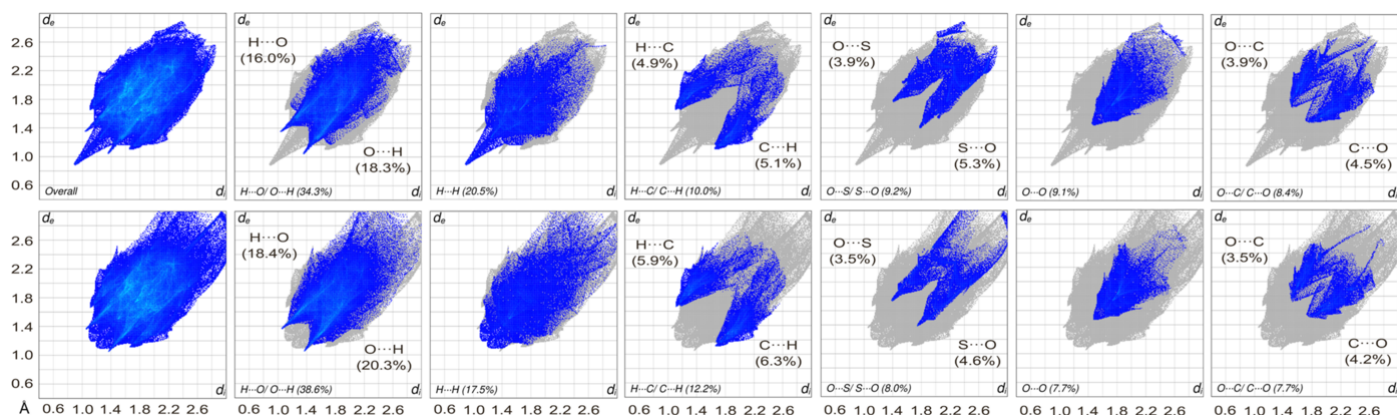 dₑ dₑ dₑ dₑ dₑ dₑ dₑ
2.6
2.2
1.8
1.4
1.0
0.6
Overall dᵢ
H···O
(16.0%)
O···H
(18.3%)
H···O/ O···H (34.3%) dᵢ
H···H (20.5%) dᵢ
H···C
(4.9%)
C···H
(5.1%)
H···C/ C···H (10.0%) dᵢ
O···S
(3.9%)
S···O
(5.3%)
O···S/ S···O (9.2%) dᵢ
O···O (9.1%) dᵢ
O···C
(3.9%)
C···O
(4.5%)
O···C/ C···O (8.4%) dᵢ
dₑ dₑ dₑ dₑ dₑ dₑ dₑ
2.6
2.2
1.8
1.4
1.0
0.6
dᵢ
H···O
(18.4%)
O···H
(20.3%)
H···O/ O···H (38.6%) dᵢ
H···H (17.5%) dᵢ
H···C
(5.9%)
C···H
(6.3%)
H···C/ C···H (12.2%) dᵢ
O···S
(3.5%)
S···O
(4.6%)
O···S/ S···O (8.0%) dᵢ
O···O (7.7%) dᵢ
O···C
(3.5%)
C···O
(4.2%)
O···C/ C···O (7.7%) dᵢ
Å 0.6 1.0 1.4 1.8 2.2 2.6 0.6 1.0 1.4 1.8 2.2 2.6 0.6 1.0 1.4 1.8 2.2 2.6 0.6 1.0 1.4 1.8 2.2 2.6 0.6 1.0 1.4 1.8 2.2 2.6 0.6 1.0 1.4 1.8 2.2 2.6 0.6 1.0 1.4 1.8 2.2 2.6